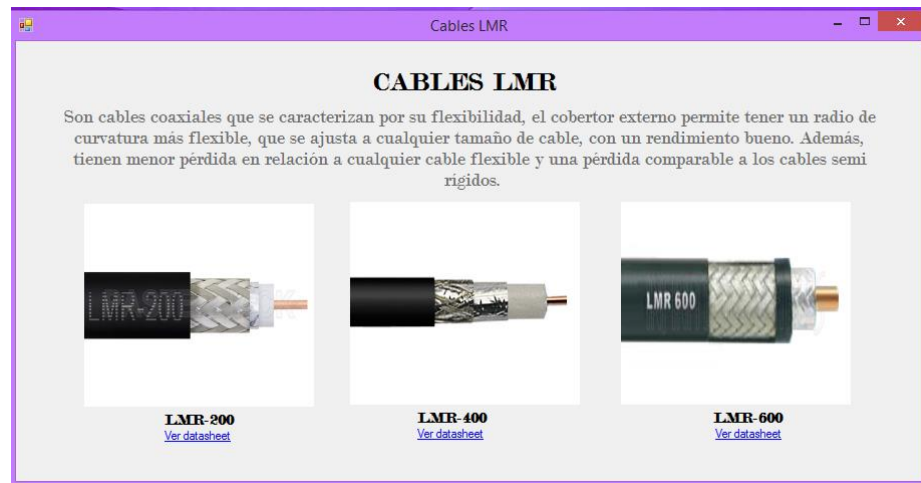 Cables LMR
CABLES LMR
Son cables coaxiales que se caracterizan por su flexibilidad, el cobertor externo permite tener un radio de
curvatura más flexible, que se ajusta a cualquier tamaño de cable, con un rendimiento bueno. Además,
tienen menor pérdida en relación a cualquier cable flexible y una pérdida comparable a los cables semi
rígidos.
LMR-200
LMR 600
LMR-200
LMR-400
LMR-600
Ver datasheet
Ver datasheet
Ver datasheet